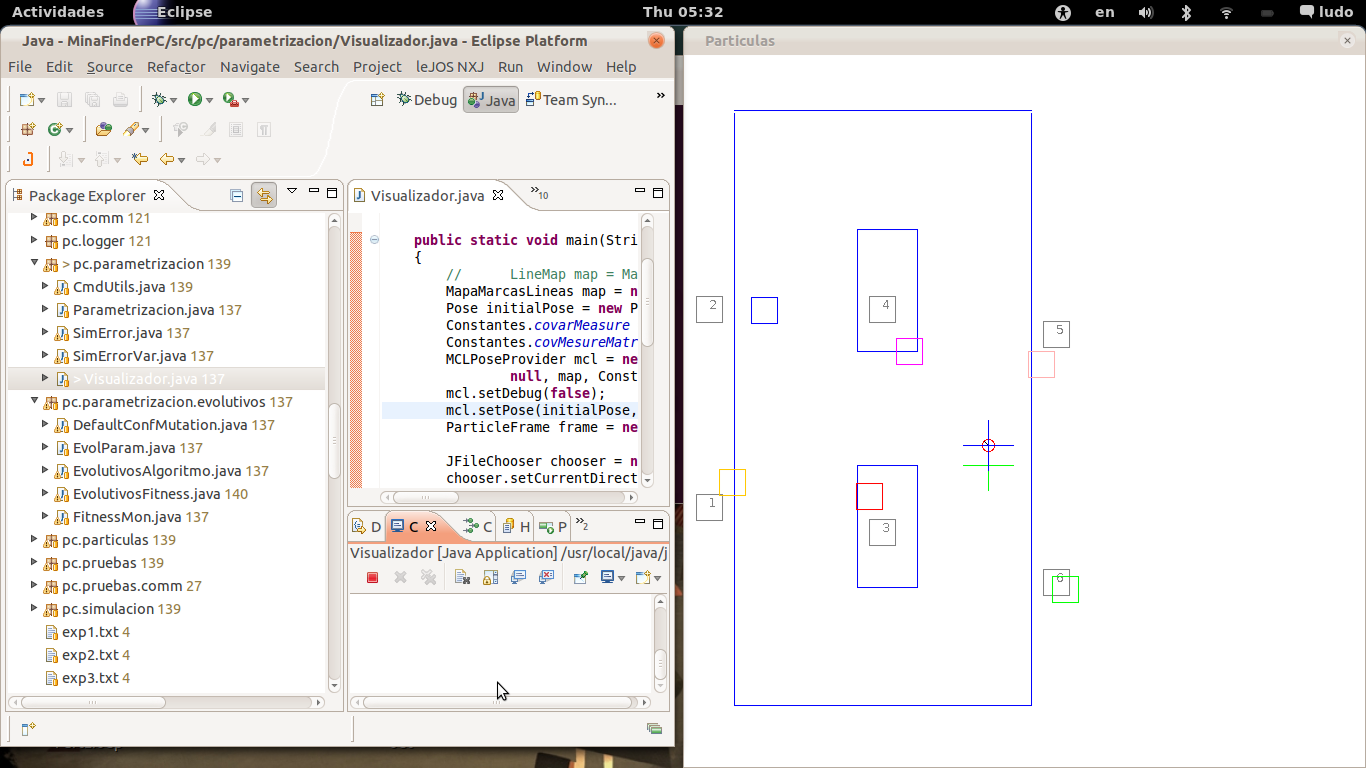 Actividades Eclipse Thu 05:32 en ludo
Java - MinaFinderPC/src/pc/parametrizacion/Visualizador.java - Eclipse Platform
Particulas
File Edit Source Refactor Navigate Search Project leJOS NXJ Run Window Help
Debug Java Team Syn... »
Package Explorer
Visualizador.java »10
pc.comm 121
pc.logger 121
> pc.parametrizacion 139
CmdUtils.java 139
Parametrizacion.java 137
SimError.java 137
SimErrorVar.java 137
> Visualizador.java 137
pc.parametrizacion.evolutivos 137
DefaultConfMutation.java 137
EvolParam.java 137
EvolutivosAlgoritmo.java 137
EvolutivosFitness.java 140
FitnessMon.java 137
pc.particulas 139
pc.pruebas 139
pc.pruebas.comm 27
pc.simulacion 139
exp1.txt 4
exp2.txt 4
exp3.txt 4
public static void main(Stri
{
// LineMap map = Ma
MapaMarcasLineas map = n
Pose initialPose = new P
Constantes.covarMeasure
Constantes.covMesureMatr
MCLPoseProvider mcl = ne
null, map, Const
mcl.setDebug(false);
mcl.setPose(initialPose,
ParticleFrame frame = ne
JFileChooser chooser = n
chooser.setCurrentDirect
D C C H P »2
Visualizador [Java Application] /usr/local/java/j
2
4
5
1
3
6